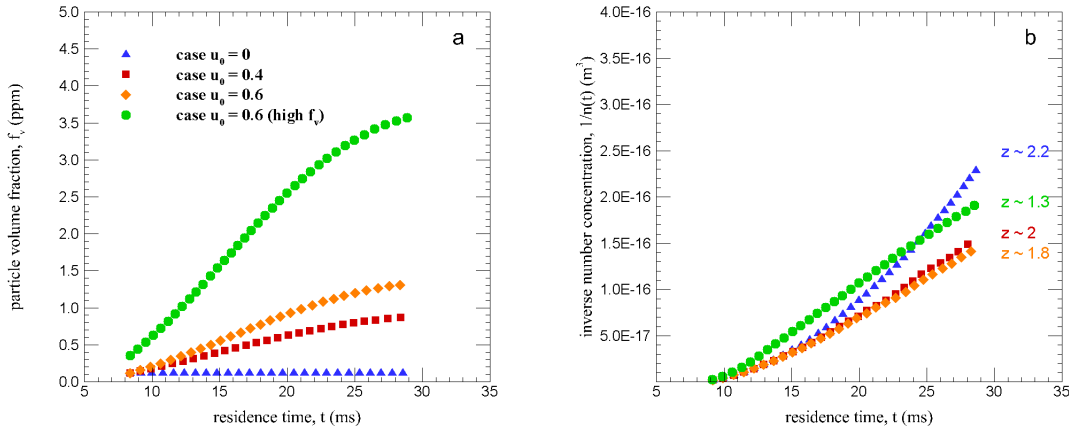 a
5.0
4.5
4.0
3.5
3.0
2.5
2.0
1.5
1.0
0.5
0.0
particle volume fraction, fv (ppm)
case u0 = 0
case u0 = 0.4
case u0 = 0.6
case u0 = 0.6 (high fv)
5 10 15 20 25 30 35
residence time, t (ms)
b
4.0E-16
3.5E-16
3.0E-16
2.5E-16
2.0E-16
1.5E-16
1.0E-16
5.0E-17
inverse number concentration, 1/n(t) (m³)
z ~ 2.2
z ~ 1.3
z ~ 2
z ~ 1.8
5 10 15 20 25 30 35
residence time, t (ms)